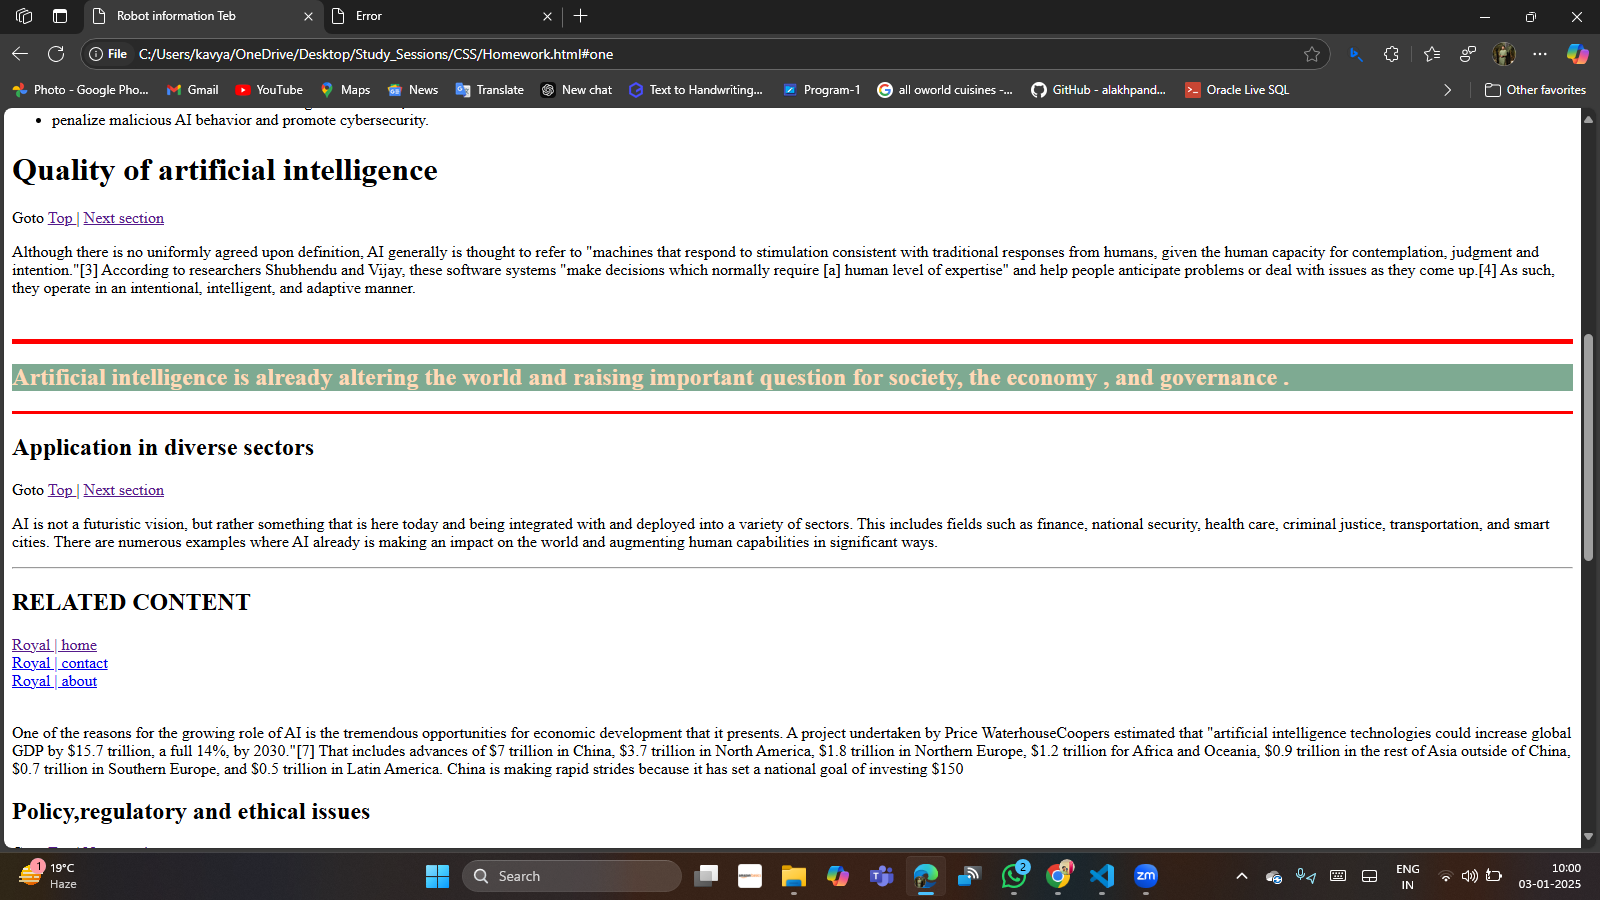 Robot information Teb
Error
File C:/Users/kavya/OneDrive/Desktop/Study_Sessions/CSS/Homework.html#one
Photo - Google Pho... Gmail YouTube Maps News Translate New chat Text to Handwriting... Program-1 all oworld cuisines -... GitHub - alakhpand... Oracle Live SQL Other favorites
penalize malicious AI behavior and promote cybersecurity.
Quality of artificial intelligence
Goto Top | Next section
Although there is no uniformly agreed upon definition, AI generally is thought to refer to "machines that respond to stimulation consistent with traditional responses from humans, given the human capacity for contemplation, judgment and
intention."[3] According to researchers Shubhendu and Vijay, these software systems "make decisions which normally require [a] human level of expertise" and help people anticipate problems or deal with issues as they come up.[4] As such,
they operate in an intentional, intelligent, and adaptive manner.
Artificial intelligence is already altering the world and raising important question for society, the economy , and governance .
Application in diverse sectors
Goto Top | Next section
AI is not a futuristic vision, but rather something that is here today and being integrated with and deployed into a variety of sectors. This includes fields such as finance, national security, health care, criminal justice, transportation, and smart
cities. There are numerous examples where AI already is making an impact on the world and augmenting human capabilities in significant ways.
RELATED CONTENT
Royal | home
Royal | contact
Royal | about
One of the reasons for the growing role of AI is the tremendous opportunities for economic development that it presents. A project undertaken by Price WaterhouseCoopers estimated that "artificial intelligence technologies could increase global
GDP by $15.7 trillion, a full 14%, by 2030."[7] That includes advances of $7 trillion in China, $3.7 trillion in North America, $1.8 trillion in Northern Europe, $1.2 trillion for Africa and Oceania, $0.9 trillion in the rest of Asia outside of China,
$0.7 trillion in Southern Europe, and $0.5 trillion in Latin America. China is making rapid strides because it has set a national goal of investing $150
Policy,regulatory and ethical issues
1
19°C
Haze
Search
2
zm
ENG
IN
10:00
03-01-2025